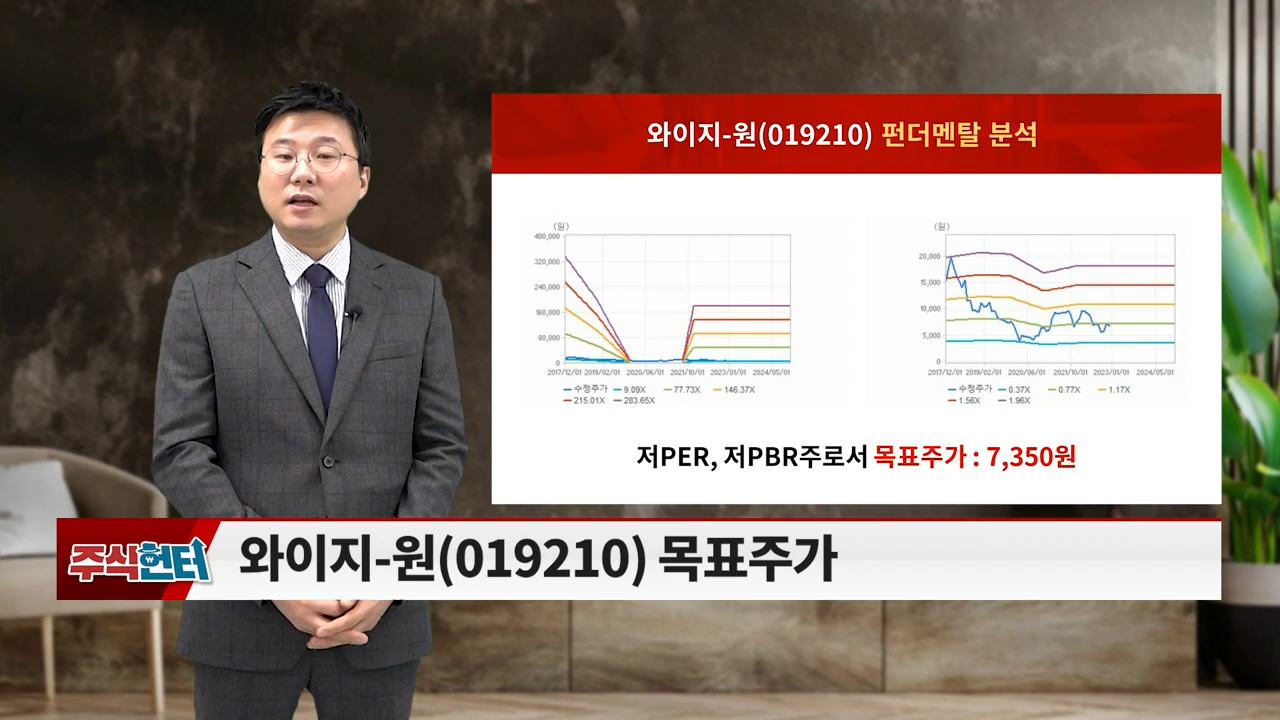 와이지-원(019210) 펀더멘탈 분석
(원)
400,000
320,000
240,000
160,000
80,000
0
2017/12/01 2019/02/01 2020/06/01 2021/10/01 2023/01/01 2024/05/01
수정주가 9.09X 77.73X 146.37X
215.01X 283.65X
(원)
20,000
15,000
10,000
5,000
0
2017/12/01 2019/02/01 2020/06/01 2021/10/01 2023/01/01 2024/05/01
수정주가 0.37X 0.77X 1.17X
1.56X 1.96X
저PER, 저PBR주로서 목표주가 : 7,350원
주식헌터 와이지-원(019210) 목표주가